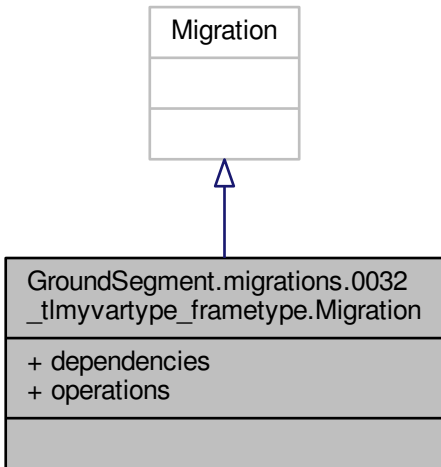 Migration
GroundSegment.migrations.0032
_tlmyvartype_frametype.Migration
+ dependencies
+ operations